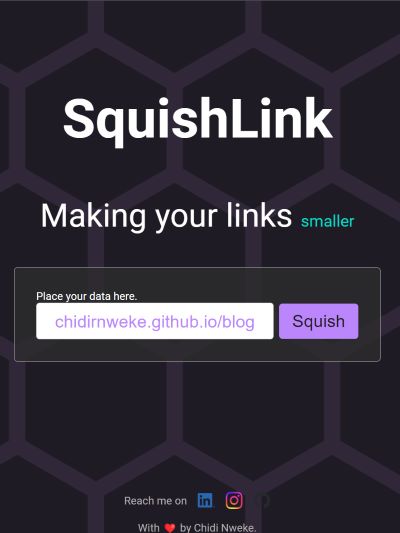 SquishLink
Making your links smaller
Place your data here.
chidirnweke.github.io/blog Squish
Reach me on
With ❤️ by Chidi Nweke.